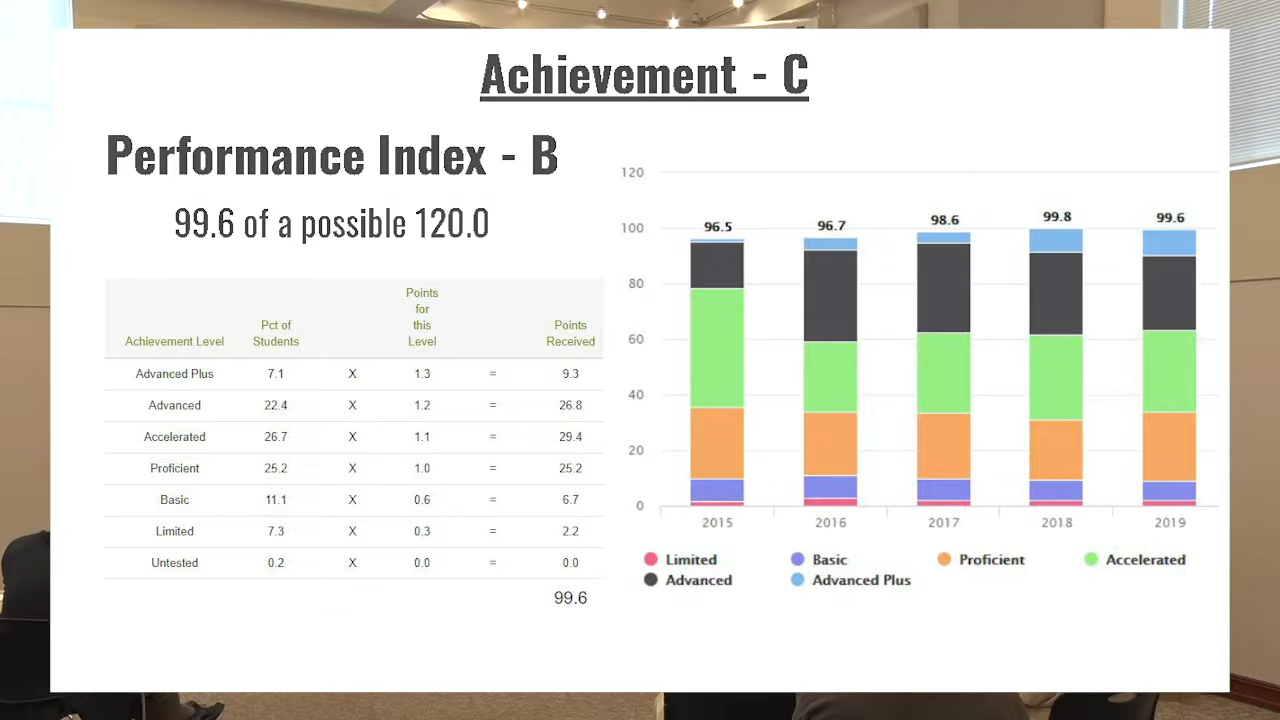 Achievement - C
Performance Index - B
99.6 of a possible 120.0
Points
for
this
Level
Pct of
Students
Points
Received
Achievement Level
Advanced Plus 7.1 X 1.3 = 9.3
Advanced 22.4 X 1.2 = 26.8
Accelerated 26.7 X 1.1 = 29.4
Proficient 25.2 X 1.0 = 25.2
Basic 11.1 X 0.6 = 6.7
Limited 7.3 X 0.3 = 2.2
Untested 0.2 X 0.0 = 0.0
99.6
120
100
80
60
40
20
0
96.5 96.7 98.6 99.8 99.6
2015 2016 2017 2018 2019
Limited Basic Proficient Accelerated
Advanced Advanced Plus